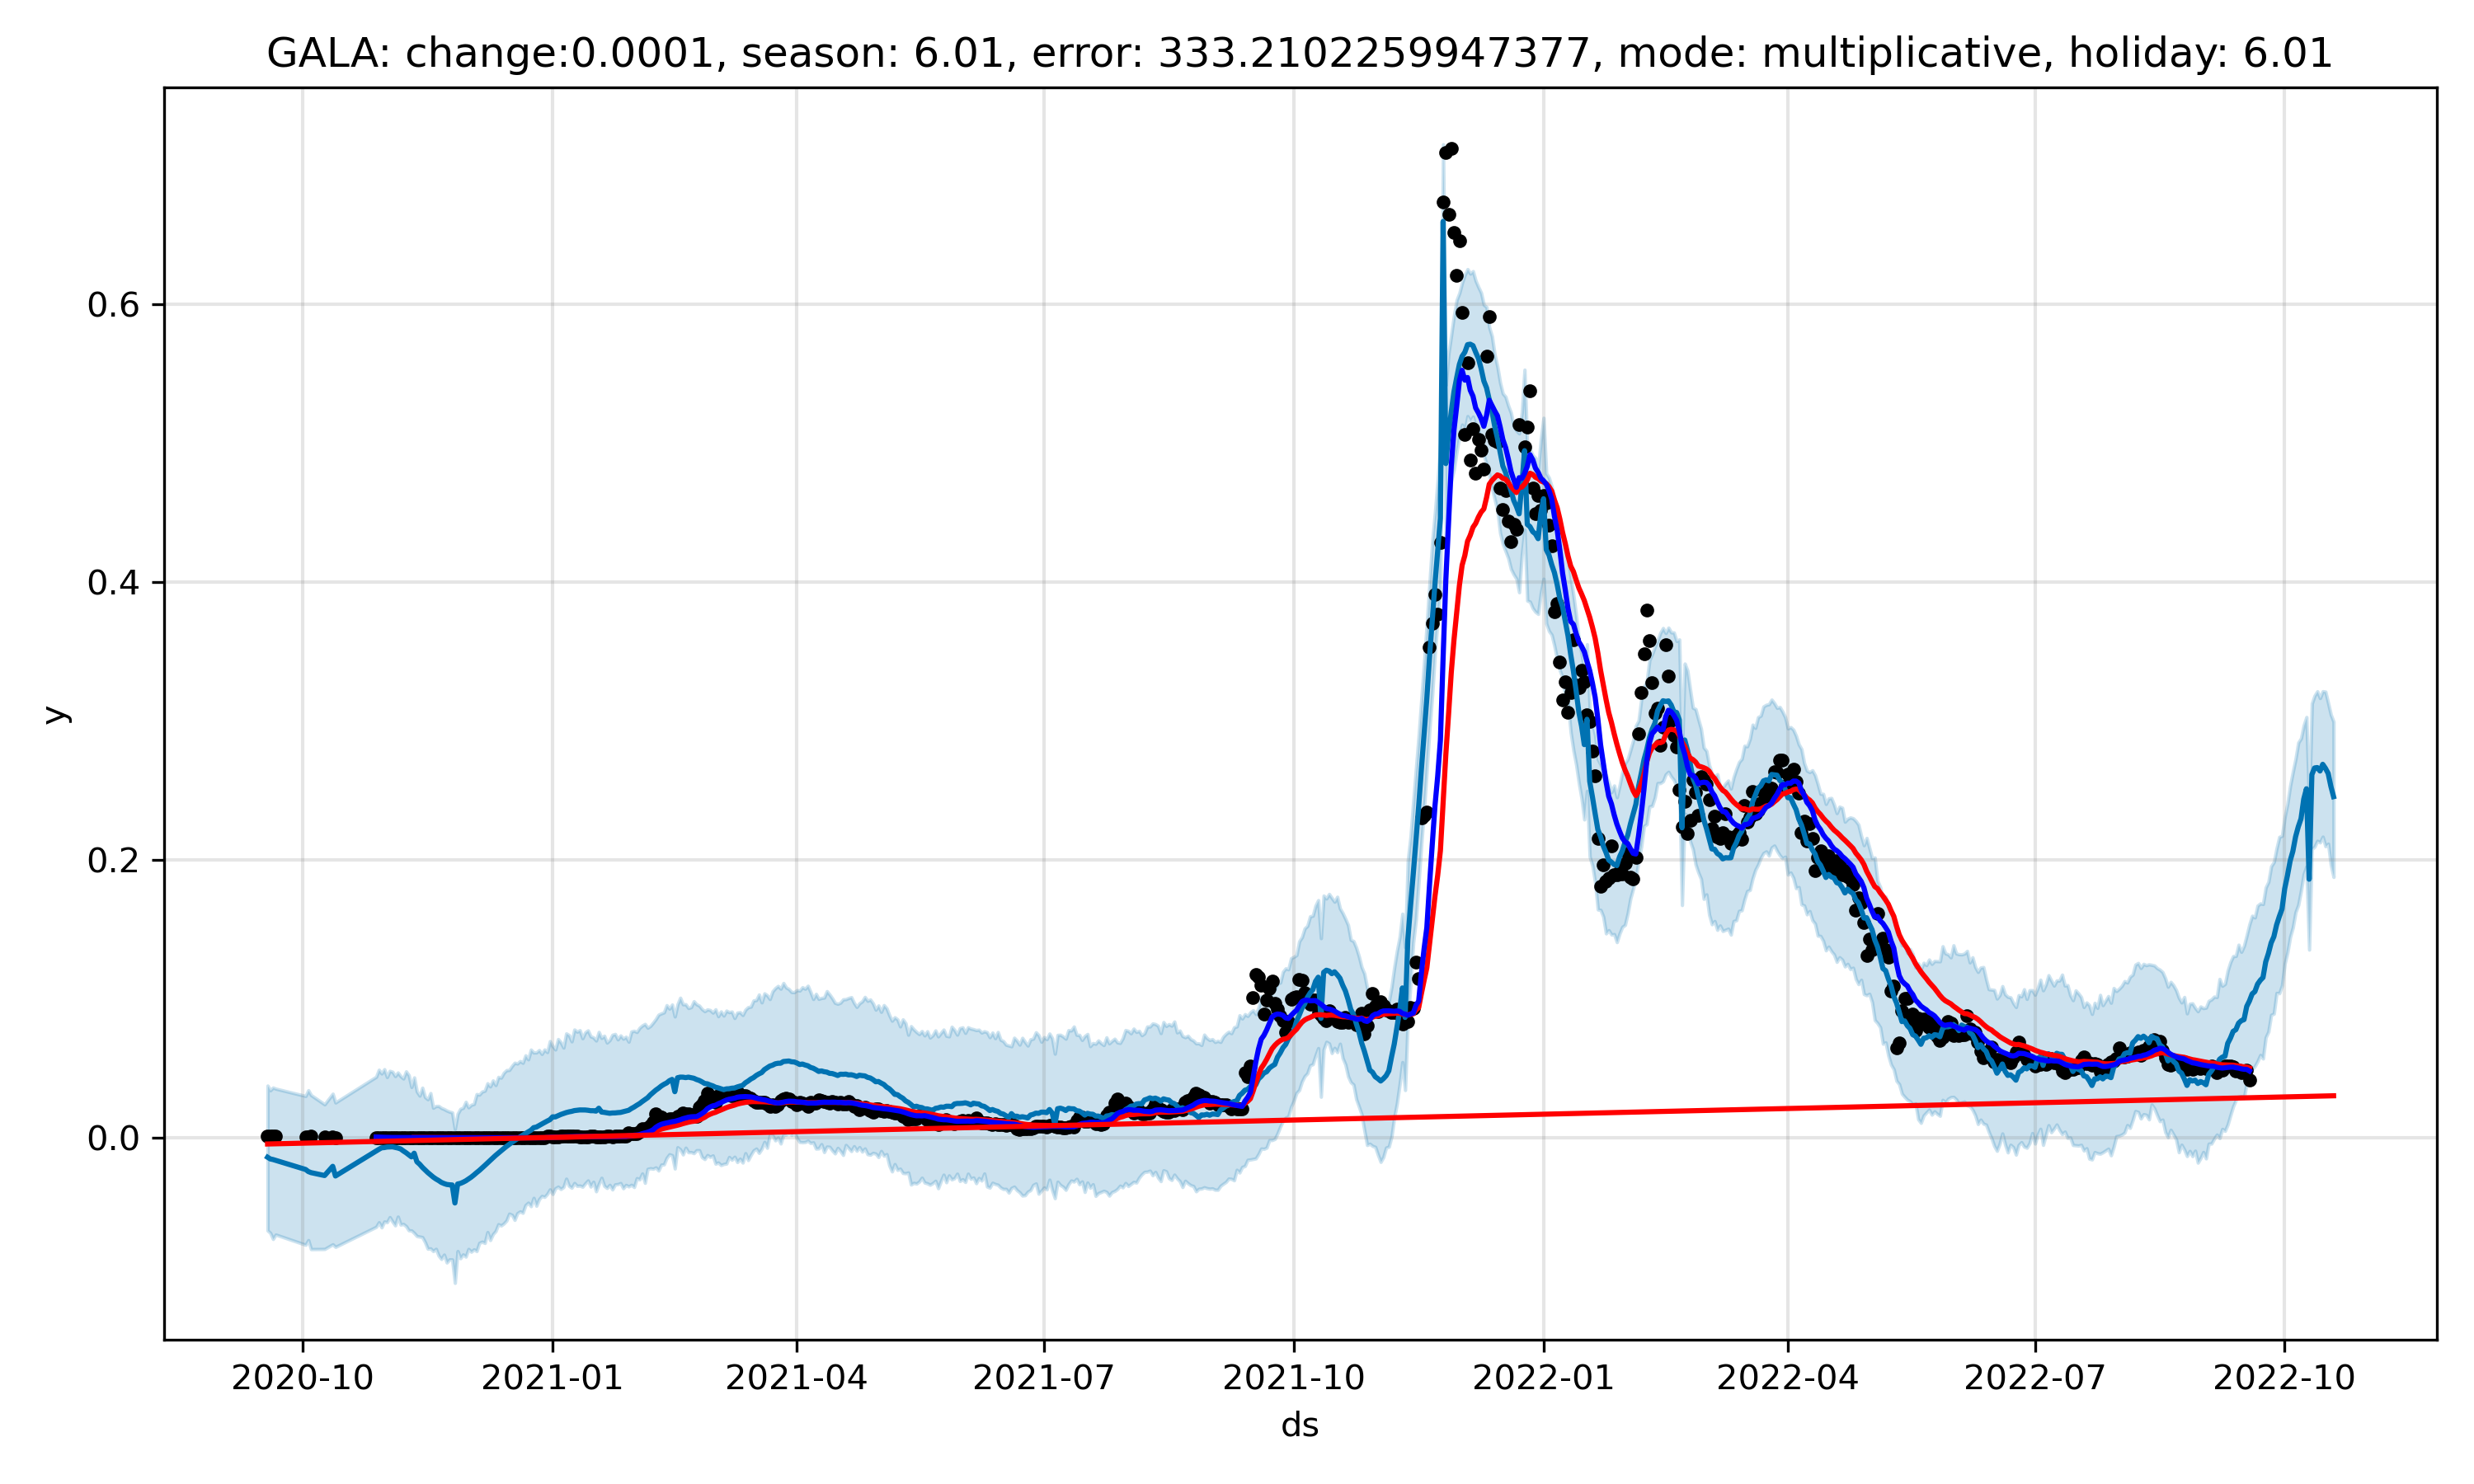 GALA: change:0.0001, season: 6.01, error: 333.2102259947377, mode: multiplicative, holiday: 6.01
y
0.6
0.4
0.2
0.0
2020-10 2021-01 2021-04 2021-07 2021-10 2022-01 2022-04 2022-07 2022-10
ds